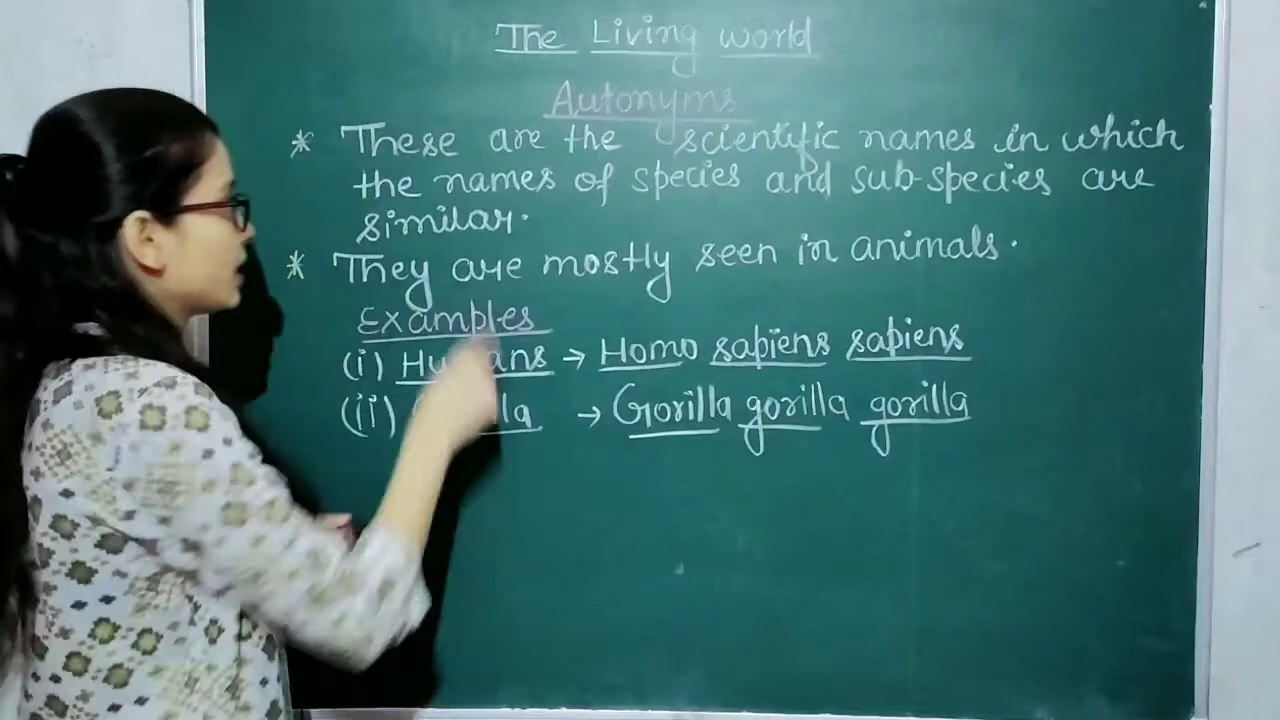 The Living world
Autonyms
* These are the scientific names in which
the names of species and sub-species are
similar.
* They are mostly seen in animals.
Examples
(i) Humans → Homo sapiens sapiens
(ii) → Gorilla gorilla gorilla